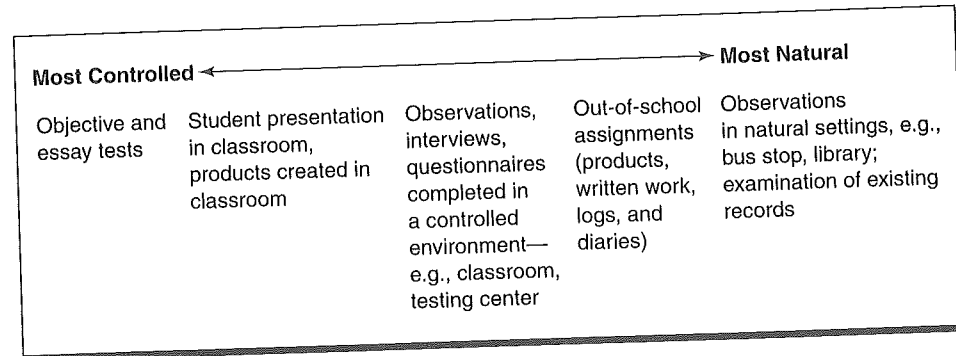 Most Controlled
Most Natural
Objective and
essay tests
Student presentation
in classroom,
products created in
classroom
Observations,
interviews,
questionnaires
completed in
a controlled
environment—
e.g., classroom,
testing center
Out-of-school
assignments
(products,
written work,
logs, and
diaries)
Observations
in natural settings, e.g.,
bus stop, library;
examination of existing
records